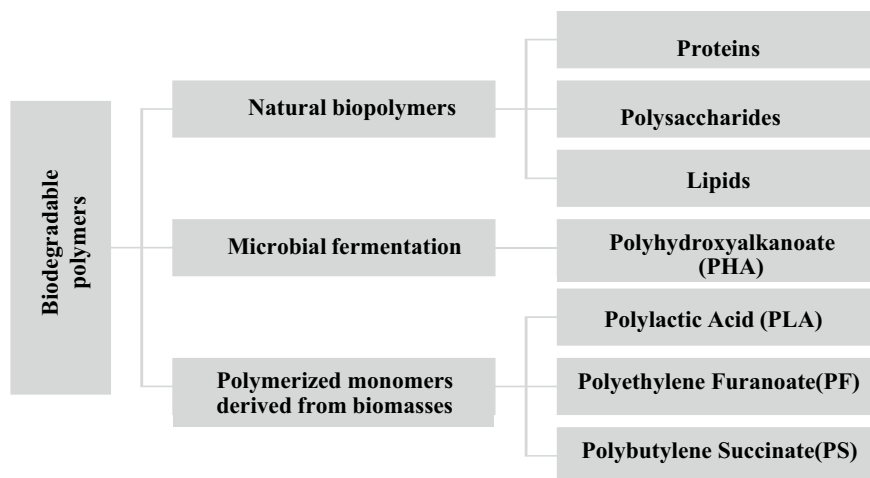 Biodegradable
polymers
Natural biopolymers
Proteins
Polysaccharides
Lipids
Microbial fermentation
Polyhydroxyalkanoate
(PHA)
Polymerized monomers
derived from biomasses
Polylactic Acid (PLA)
Polyethylene Furanoate(PF)
Polybutylene Succinate(PS)